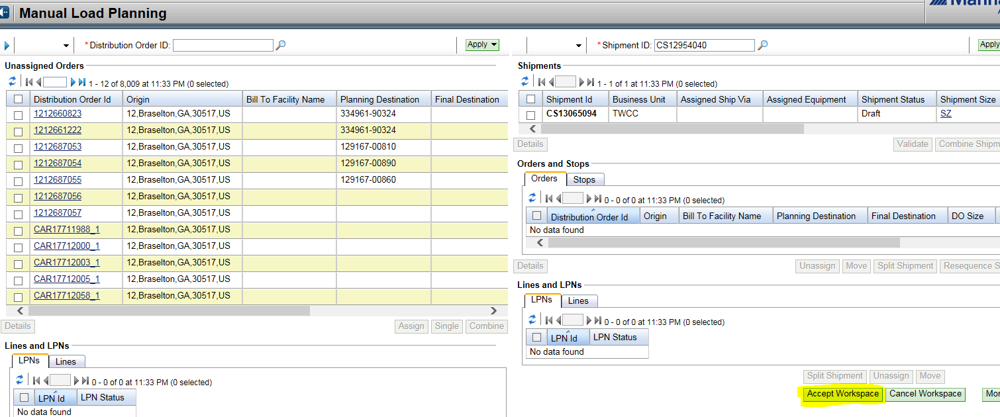 Manual Load Planning
*Distribution Order ID:
Apply
Unassigned Orders
1 - 12 of 8,009 at 11:33 PM (0 selected)
Distribution Order Id Origin Bill To Facility Name Planning Destination Final Destination
1212660823 12,Braselton,GA,30517,US 334961-90324
1212661222 12,Braselton,GA,30517,US 334961-90324
1212687053 12,Braselton,GA,30517,US 129167-00810
1212687054 12,Braselton,GA,30517,US 129167-00890
1212687055 12,Braselton,GA,30517,US 129167-00860
1212687056 12,Braselton,GA,30517,US
1212687057 12,Braselton,GA,30517,US
CAR17711988_1 12,Braselton,GA,30517,US
CAR17712000_1 12,Braselton,GA,30517,US
CAR17712003_1 12,Braselton,GA,30517,US
CAR17712005_1 12,Braselton,GA,30517,US
CAR17712058_1 12,Braselton,GA,30517,US
Details Assign Single Combine
Lines and LPNs
LPNs Lines
0 - 0 of 0 at 11:33 PM (0 selected)
LPN Id LPN Status
No data found
*Shipment ID: CS12954040
Apply
Shipments
1 - 1 of 1 at 11:33 PM (0 selected)
Shipment Id Business Unit Assigned Ship Via Assigned Equipment Shipment Status Shipment Size
CS13065094 TWCC Draft SZ
Details Validate Combine Shipm
Orders and Stops
Orders Stops
0 - 0 of 0 at 11:33 PM (0 selected)
Distribution Order Id Origin Bill To Facility Name Planning Destination Final Destination DO Size
No data found
Details Unassign Move Split Shipment Resequence S
Lines and LPNs
LPNs Lines
0 - 0 of 0 at 11:33 PM (0 selected)
LPN Id LPN Status
No data found
Split Shipment Unassign Move
Accept Workspace Cancel Workspace Mor